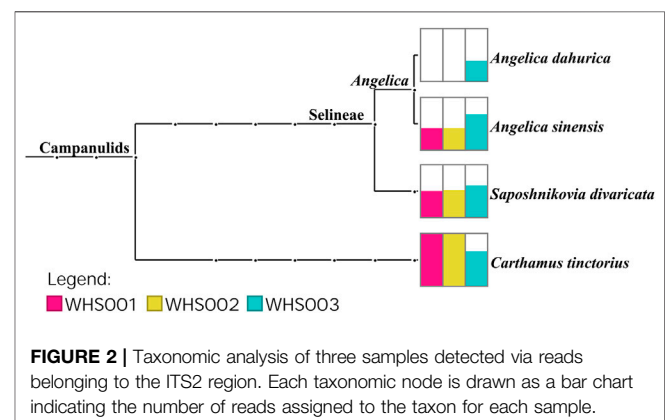 Angelica dahurica
Angelica
Selineae
Angelica sinensis
Campanulids
Saposhnikovia divaricata
Carthamus tinctorius
Legend:
WHS001 WHS002 WHS003
FIGURE 2 | Taxonomic analysis of three samples detected via reads
belonging to the ITS2 region. Each taxonomic node is drawn as a bar chart
indicating the number of reads assigned to the taxon for each sample.